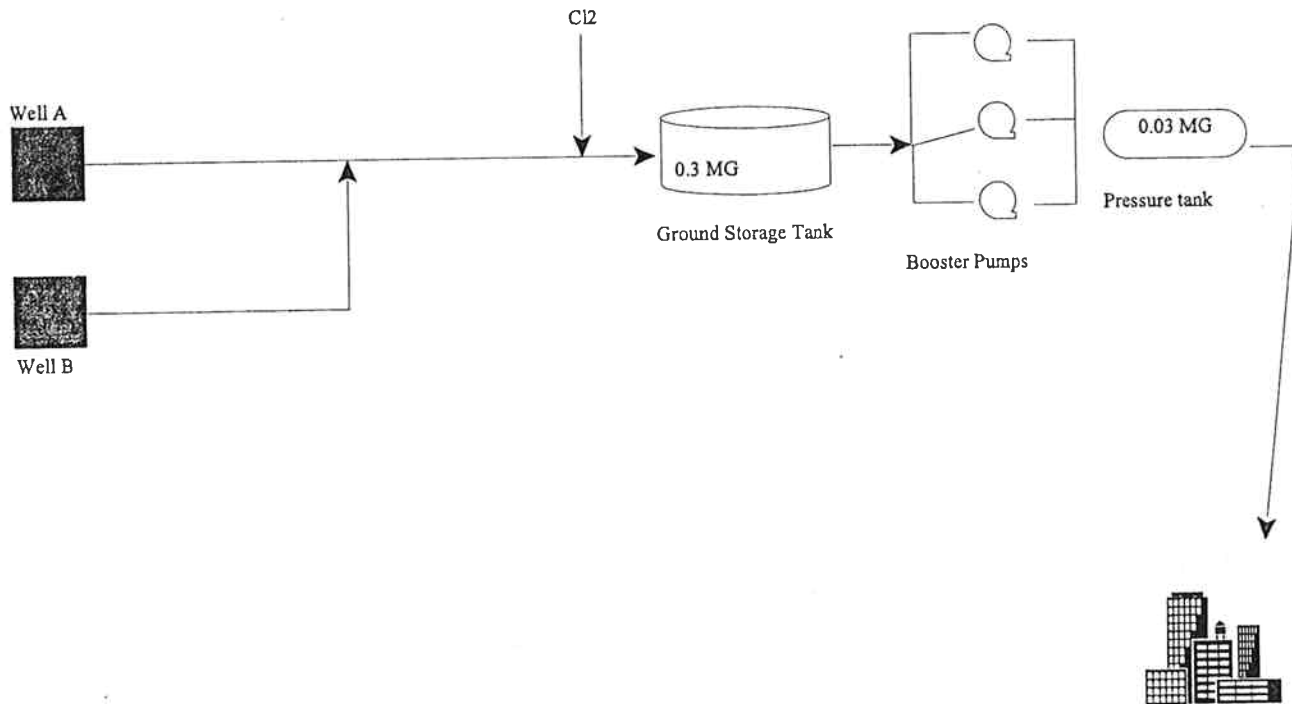 Cl2
Well A
0.03 MG
0.3 MG
Pressure tank
Ground Storage Tank
Booster Pumps
Well B